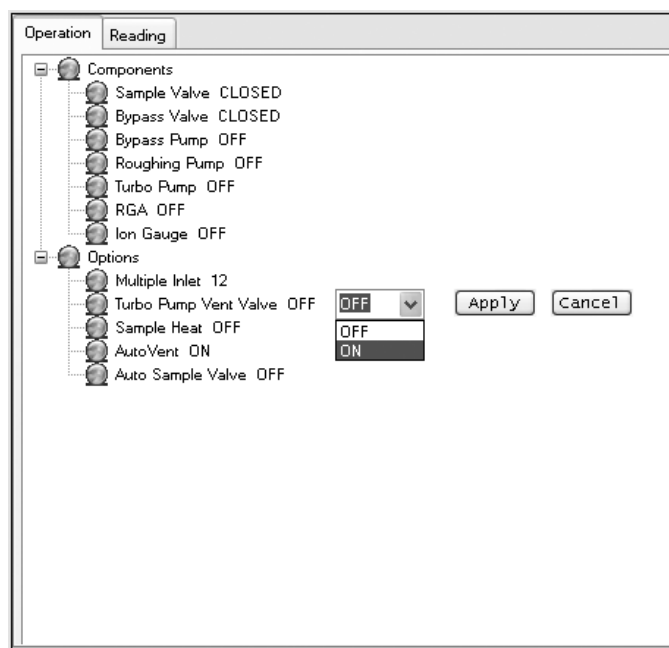 Operation Reading
Components
Sample Valve CLOSED
Bypass Valve CLOSED
Bypass Pump OFF
Roughing Pump OFF
Turbo Pump OFF
RGA OFF
Ion Gauge OFF
Options
Multiple Inlet 12
Turbo Pump Vent Valve OFF OFF Apply Cancel
Sample Heat OFF OFF
AutoVent ON ON
Auto Sample Valve OFF